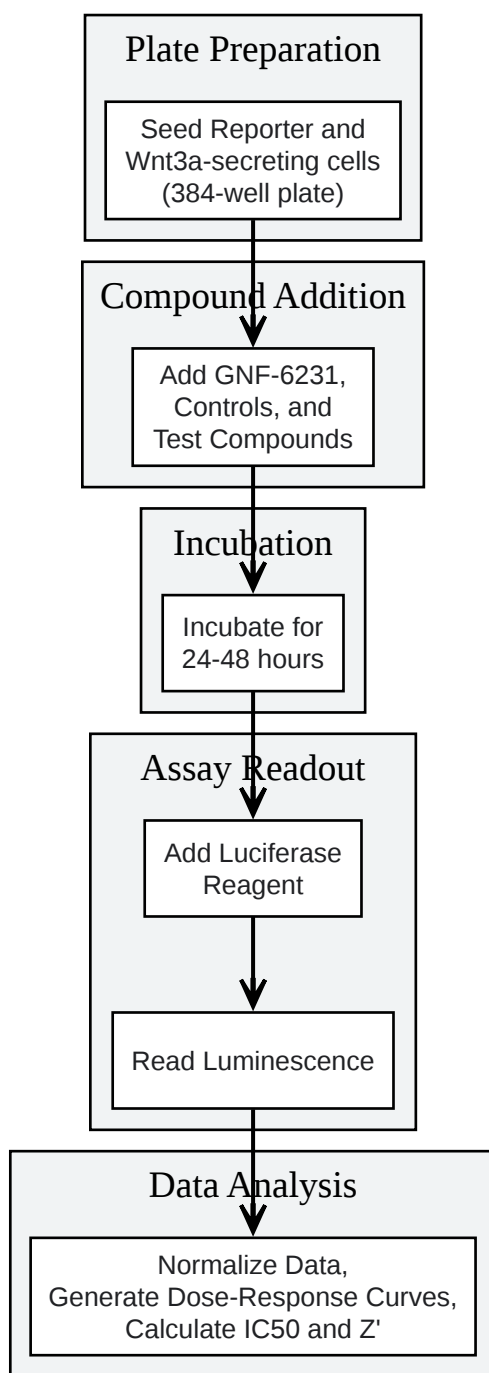 Plate Preparation
Seed Reporter and
Wnt3a-secreting cells
(384-well plate)
Compound Addition
Add GNF-6231,
Controls, and
Test Compounds
Incubation
Incubate for
24-48 hours
Assay Readout
Add Luciferase
Reagent
Read Luminescence
Data Analysis
Normalize Data,
Generate Dose-Response Curves,
Calculate IC50 and Z'